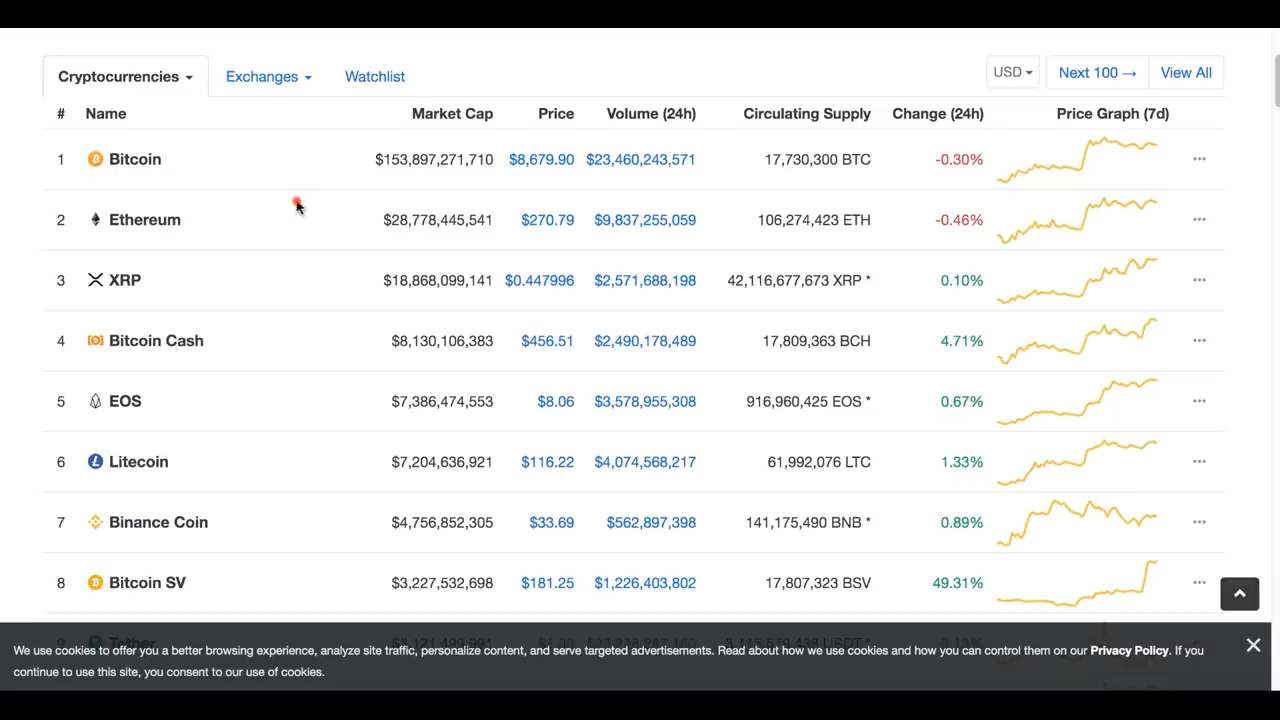 Cryptocurrencies Exchanges Watchlist USD Next 100 → View All
# Name Market Cap Price Volume (24h) Circulating Supply Change (24h) Price Graph (7d)
1 Bitcoin $153,897,271,710 $8,679.90 $23,460,243,571 17,730,300 BTC -0.30%
2 Ethereum $28,778,445,541 $270.79 $9,837,255,059 106,274,423 ETH -0.46%
3 XRP $18,868,099,141 $0.447996 $2,571,688,198 42,116,677,673 XRP * 0.10%
4 Bitcoin Cash $8,130,106,383 $456.51 $2,490,178,489 17,809,363 BCH 4.71%
5 EOS $7,386,474,553 $8.06 $3,578,955,308 916,960,425 EOS * 0.67%
6 Litecoin $7,204,636,921 $116.22 $4,074,568,217 61,992,076 LTC 1.33%
7 Binance Coin $4,756,852,305 $33.69 $562,897,398 141,175,490 BNB * 0.89%
8 Bitcoin SV $3,227,532,698 $181.25 $1,226,403,802 17,807,323 BSV 49.31%
9 Tether
We use cookies to offer you a better browsing experience, analyze site traffic, personalize content, and serve targeted advertisements. Read about how we use cookies and how you can control them on our Privacy Policy. If you
continue to use this site, you consent to our use of cookies.